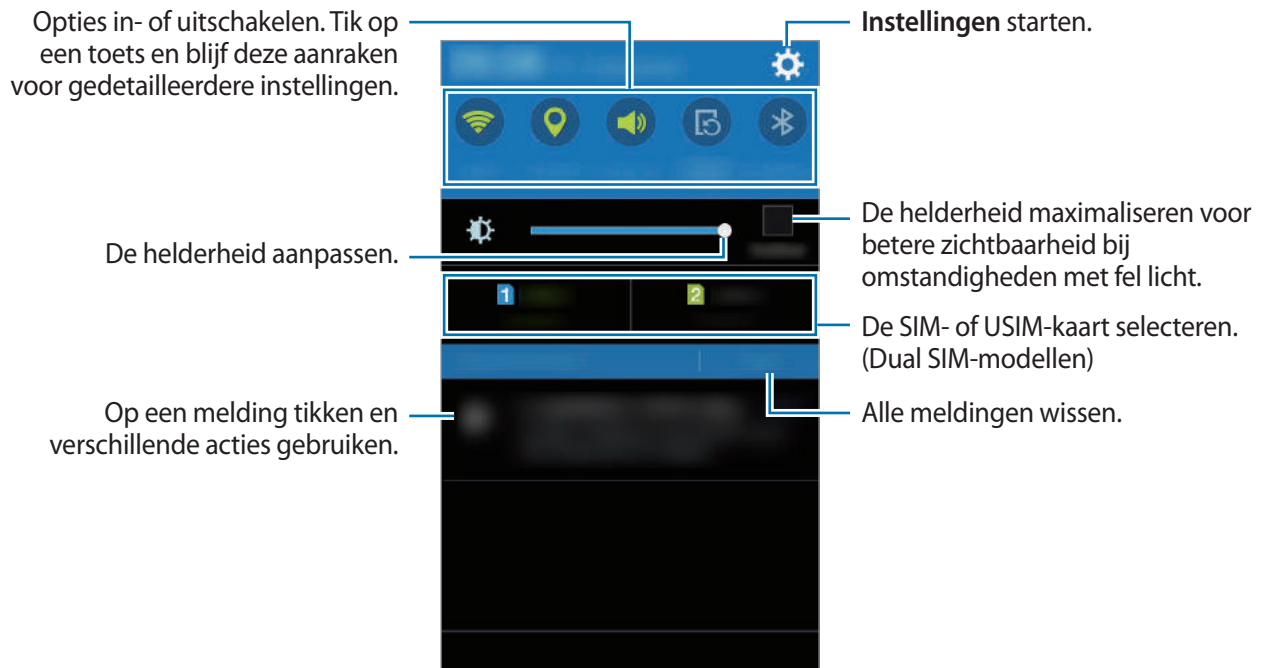 Opties in- of uitschakelen. Tik op
een toets en blijf deze aanraken
voor gedetailleerdere instellingen.
Instellingen starten.
De helderheid aanpassen.
De helderheid maximaliseren voor
betere zichtbaarheid bij
omstandigheden met fel licht.
1
2
De SIM- of USIM-kaart selecteren.
(Dual SIM-modellen)
Op een melding tikken en
verschillende acties gebruiken.
Alle meldingen wissen.